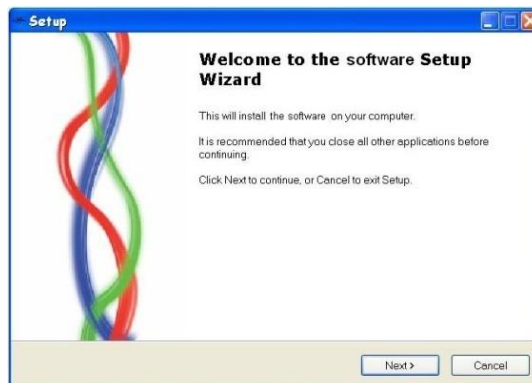 Setup
Welcome to the software Setup
Wizard
This will install the software on your computer.
It is recommended that you close all other applications before
continuing.
Click Next to continue, or Cancel to exit Setup.
Next >
Cancel